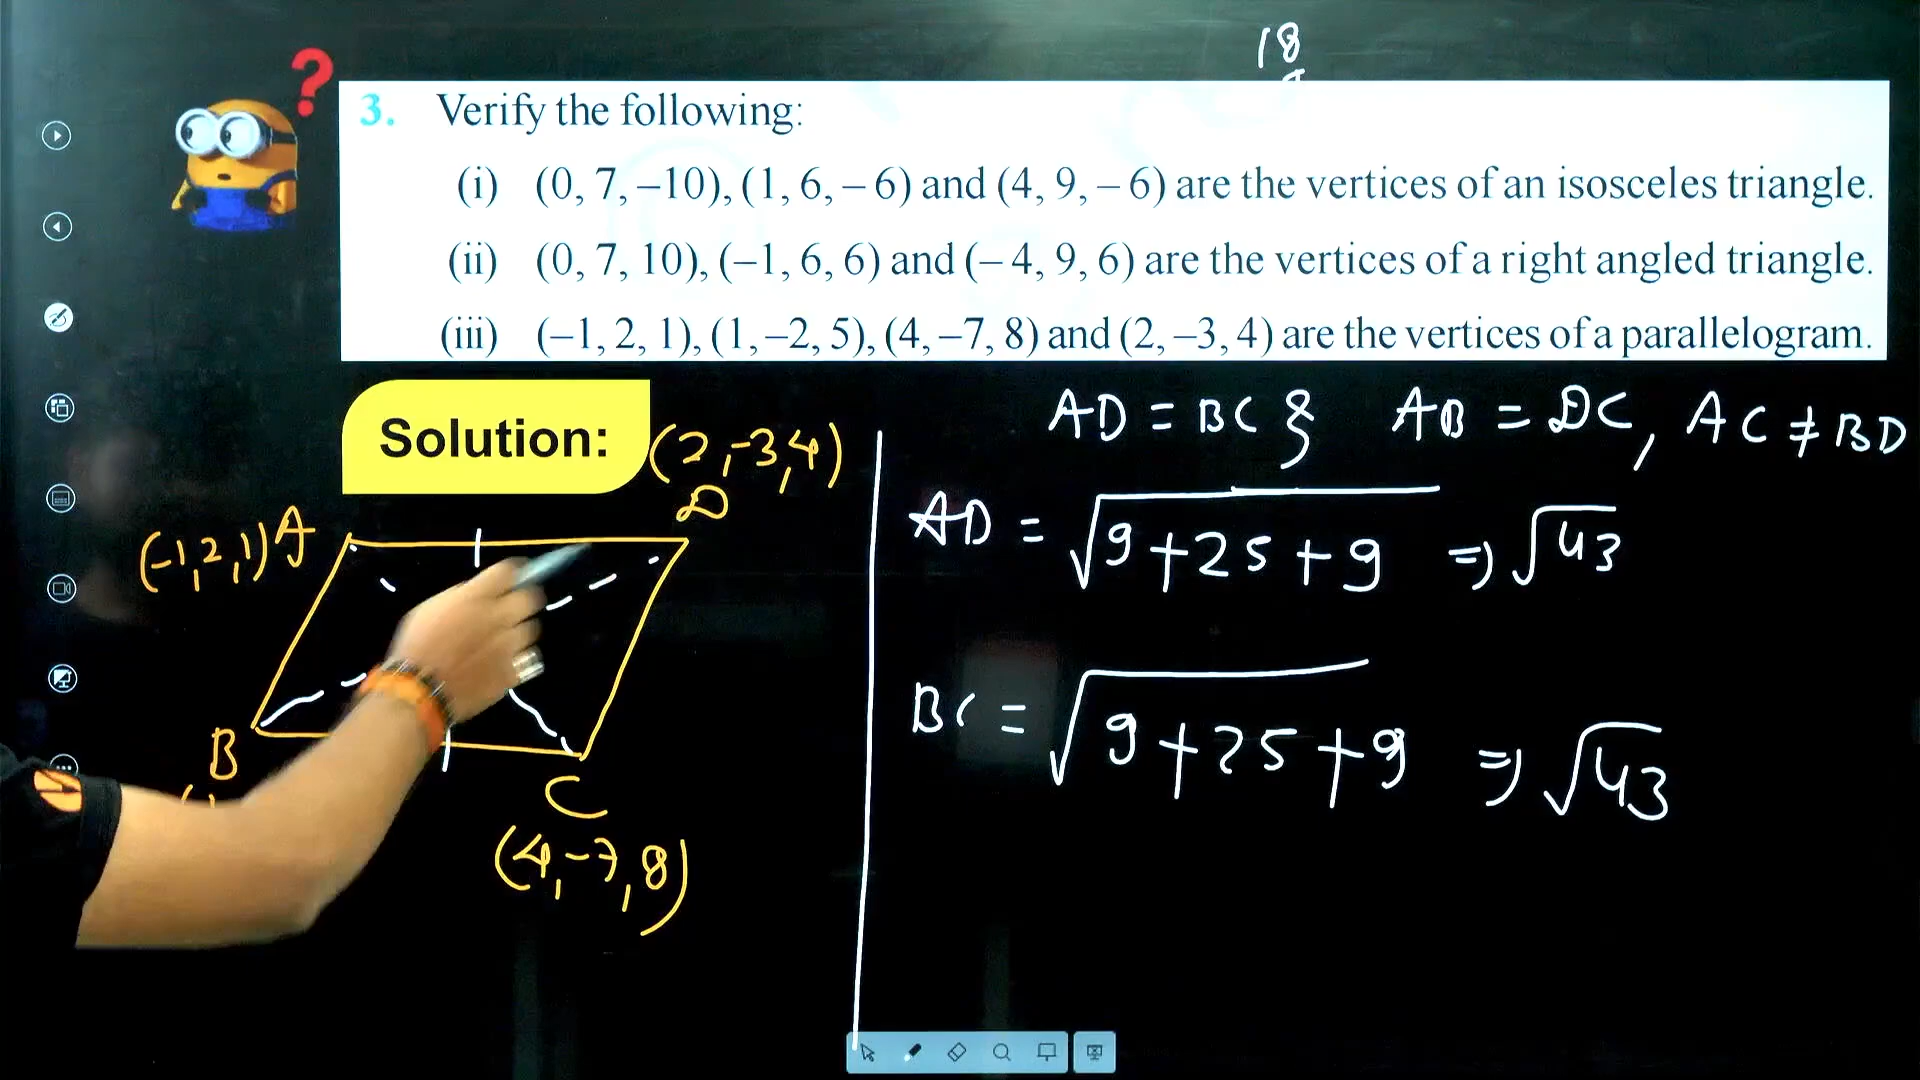 18
?
3. Verify the following:
(i) (0, 7, –10), (1, 6, – 6) and (4, 9, – 6) are the vertices of an isosceles triangle.
(ii) (0, 7, 10), (–1, 6, 6) and (– 4, 9, 6) are the vertices of a right angled triangle.
(iii) (–1, 2, 1), (1, –2, 5), (4, –7, 8) and (2, –3, 4) are the vertices of a parallelogram.
Solution:
(2,-3,4)
D
(-1,2,1) A
B
C
(4,-7,8)
AD = BC & AB = DC, AC ≠ BD
AD = √9+25+9 ⇒ √43
BC = √9+25+9 ⇒ √43